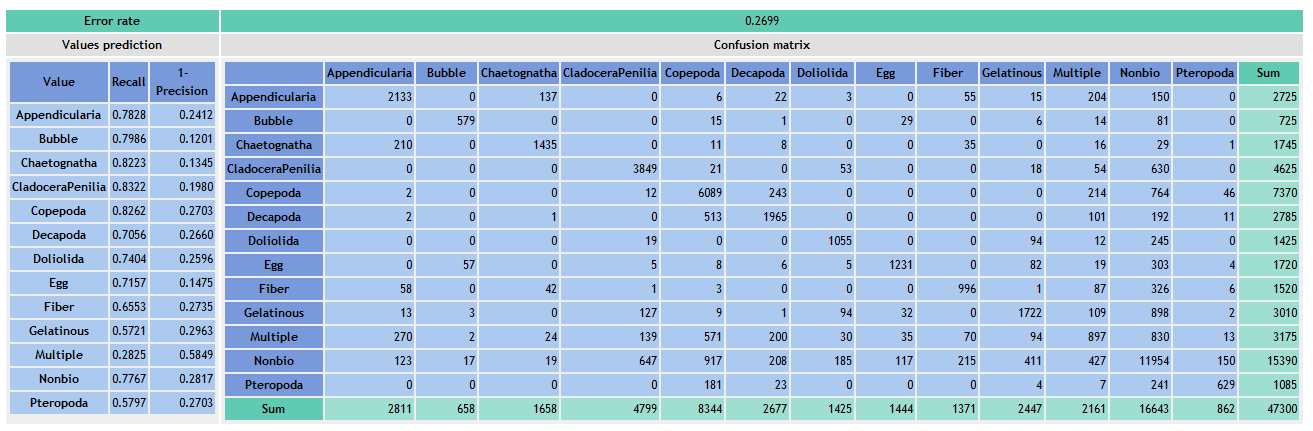 Error rate 0.2699
Values prediction Confusion matrix
Value Recall 1-Precision
Appendicularia 0.7828 0.2412
Bubble 0.7986 0.1201
Chaetognatha 0.8223 0.1345
CladoceraPenilia 0.8322 0.1980
Copepoda 0.8262 0.2703
Decapoda 0.7056 0.2660
Doliolida 0.7404 0.2596
Egg 0.7157 0.1475
Fiber 0.6553 0.2735
Gelatinous 0.5721 0.2963
Multiple 0.2825 0.5849
Nonbio 0.7767 0.2817
Pteropoda 0.5797 0.2703
Appendicularia Bubble Chaetognatha CladoceraPenilia Copepoda Decapoda Doliolida Egg Fiber Gelatinous Multiple Nonbio Pteropoda Sum
Appendicularia 2133 0 137 0 6 22 3 0 55 15 204 150 0 2725
Bubble 0 579 0 0 15 1 0 29 0 6 14 81 0 725
Chaetognatha 210 0 1435 0 11 8 0 0 35 0 16 29 1 1745
CladoceraPenilia 0 0 0 3849 21 0 53 0 0 18 54 630 0 4625
Copepoda 2 0 0 12 6089 243 0 0 0 0 214 764 46 7370
Decapoda 2 0 1 0 513 1965 0 0 0 0 101 192 11 2785
Doliolida 0 0 0 19 0 0 1055 0 0 94 12 245 0 1425
Egg 0 57 0 5 8 6 5 1231 0 82 19 303 4 1720
Fiber 58 0 42 1 3 0 0 0 996 1 87 326 6 1520
Gelatinous 13 3 0 127 9 1 94 32 0 1722 109 898 2 3010
Multiple 270 2 24 139 571 200 30 35 70 94 897 830 13 3175
Nonbio 123 17 19 647 917 208 185 117 215 411 427 11954 150 15390
Pteropoda 0 0 0 0 181 23 0 0 0 4 7 241 629 1085
Sum 2811 658 1658 4799 8344 2677 1425 1444 1371 2447 2161 16643 862 47300